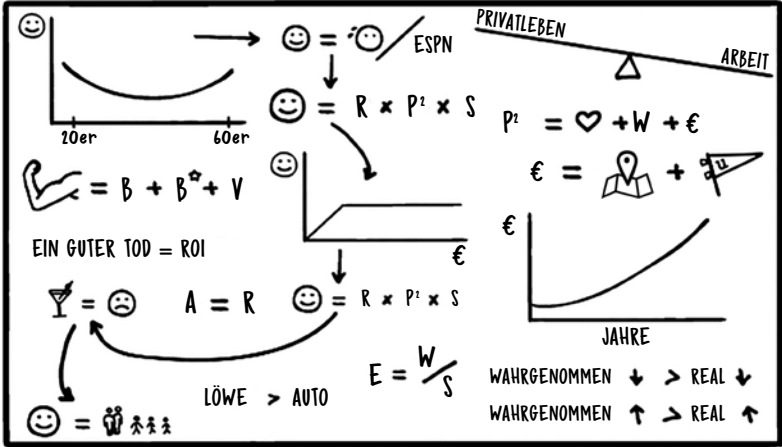 PRIVATLEBEN
ARBEIT
= / ESPN
20er 60er
= R × P² × S
P² = ♡ + W + €
€ = +
U
= B + B☆ + V
€
€
EIN GUTER TOD = ROI
= A = R = R × P² × S
JAHRE
E = W/S
LÖWE > AUTO
WAHRGENOMMEN ↓ > REAL ↓
WAHRGENOMMEN ↑ > REAL ↑
=